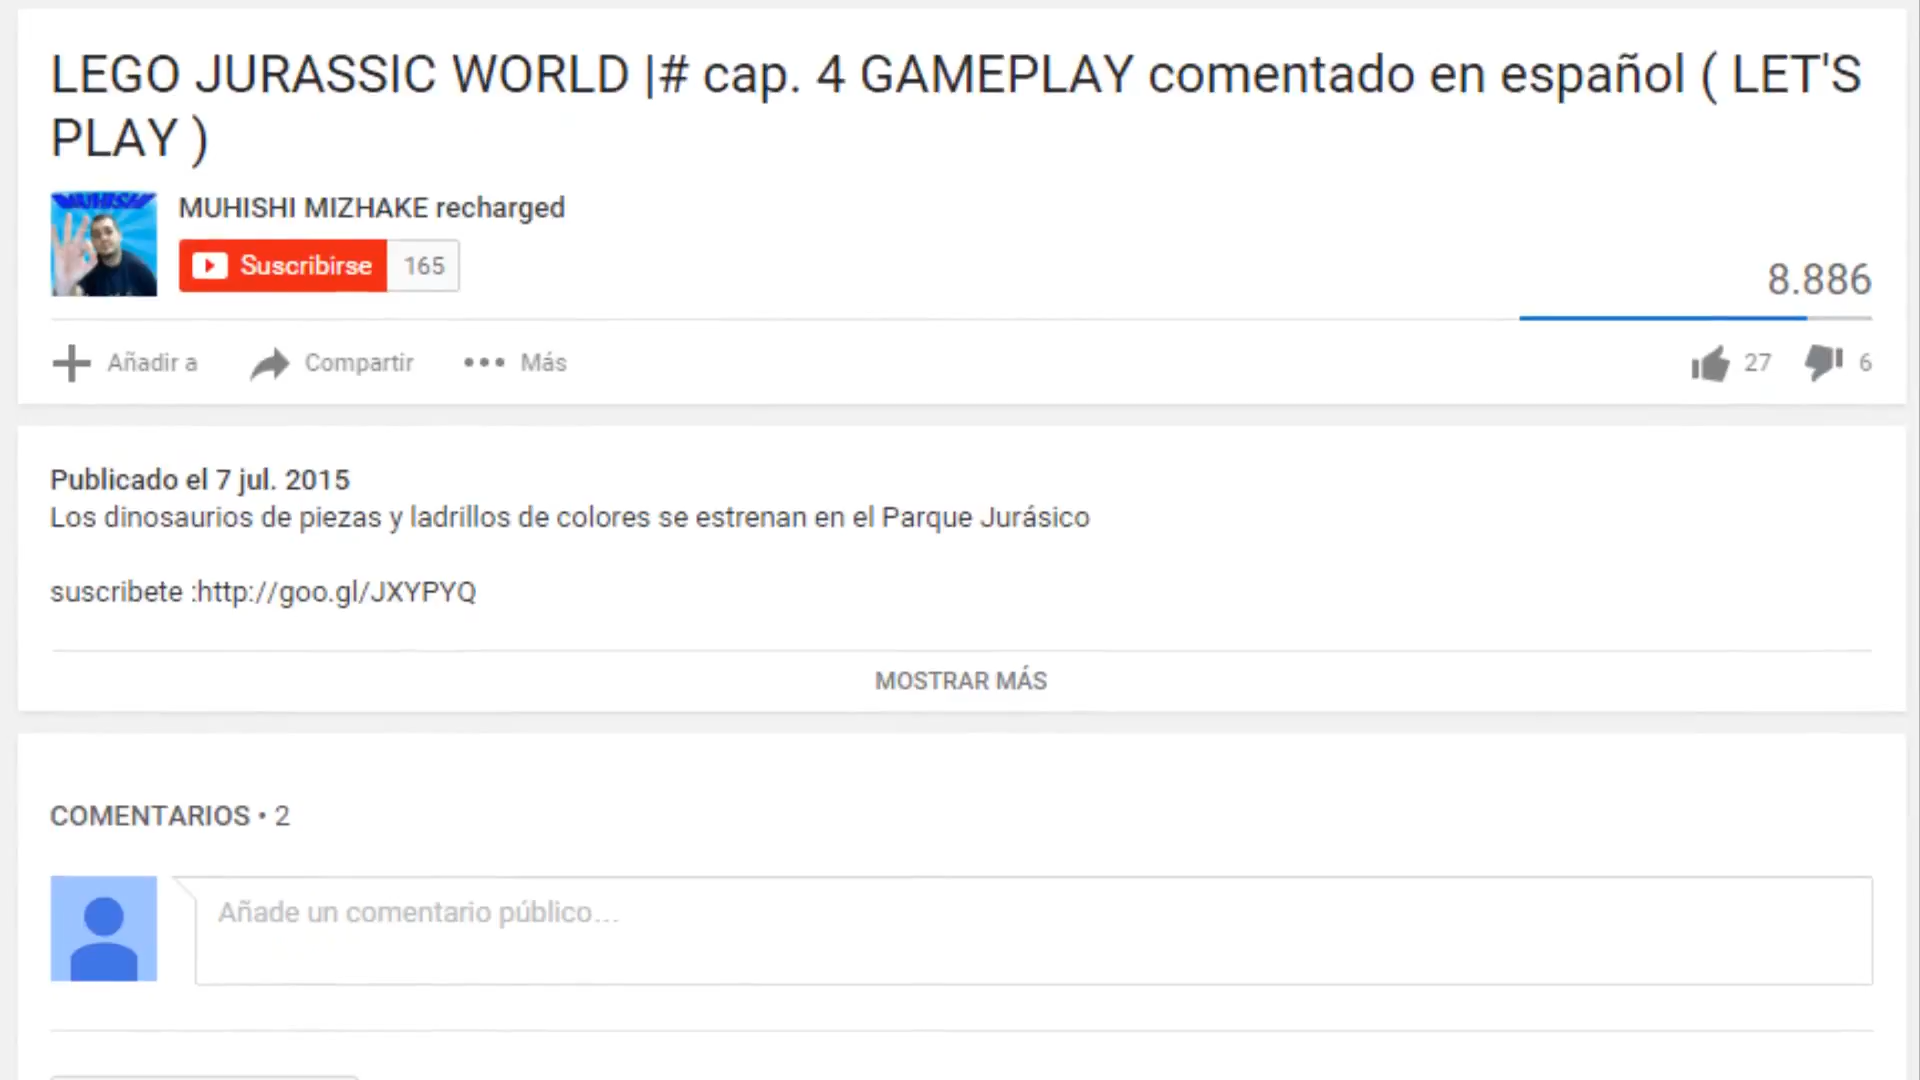 LEGO JURASSIC WORLD |# cap. 4 GAMEPLAY comentado en español ( LET'S
PLAY )
MUHISHI
MUHISHI MIZHAKE recharged
Suscribirse 165
8.886
Añadir a Compartir Más 27 6
Publicado el 7 jul. 2015
Los dinosaurios de piezas y ladrillos de colores se estrenan en el Parque Jurásico
suscribete :http://goo.gl/JXYPYQ
MOSTRAR MÁS
COMENTARIOS • 2
Añade un comentario público...